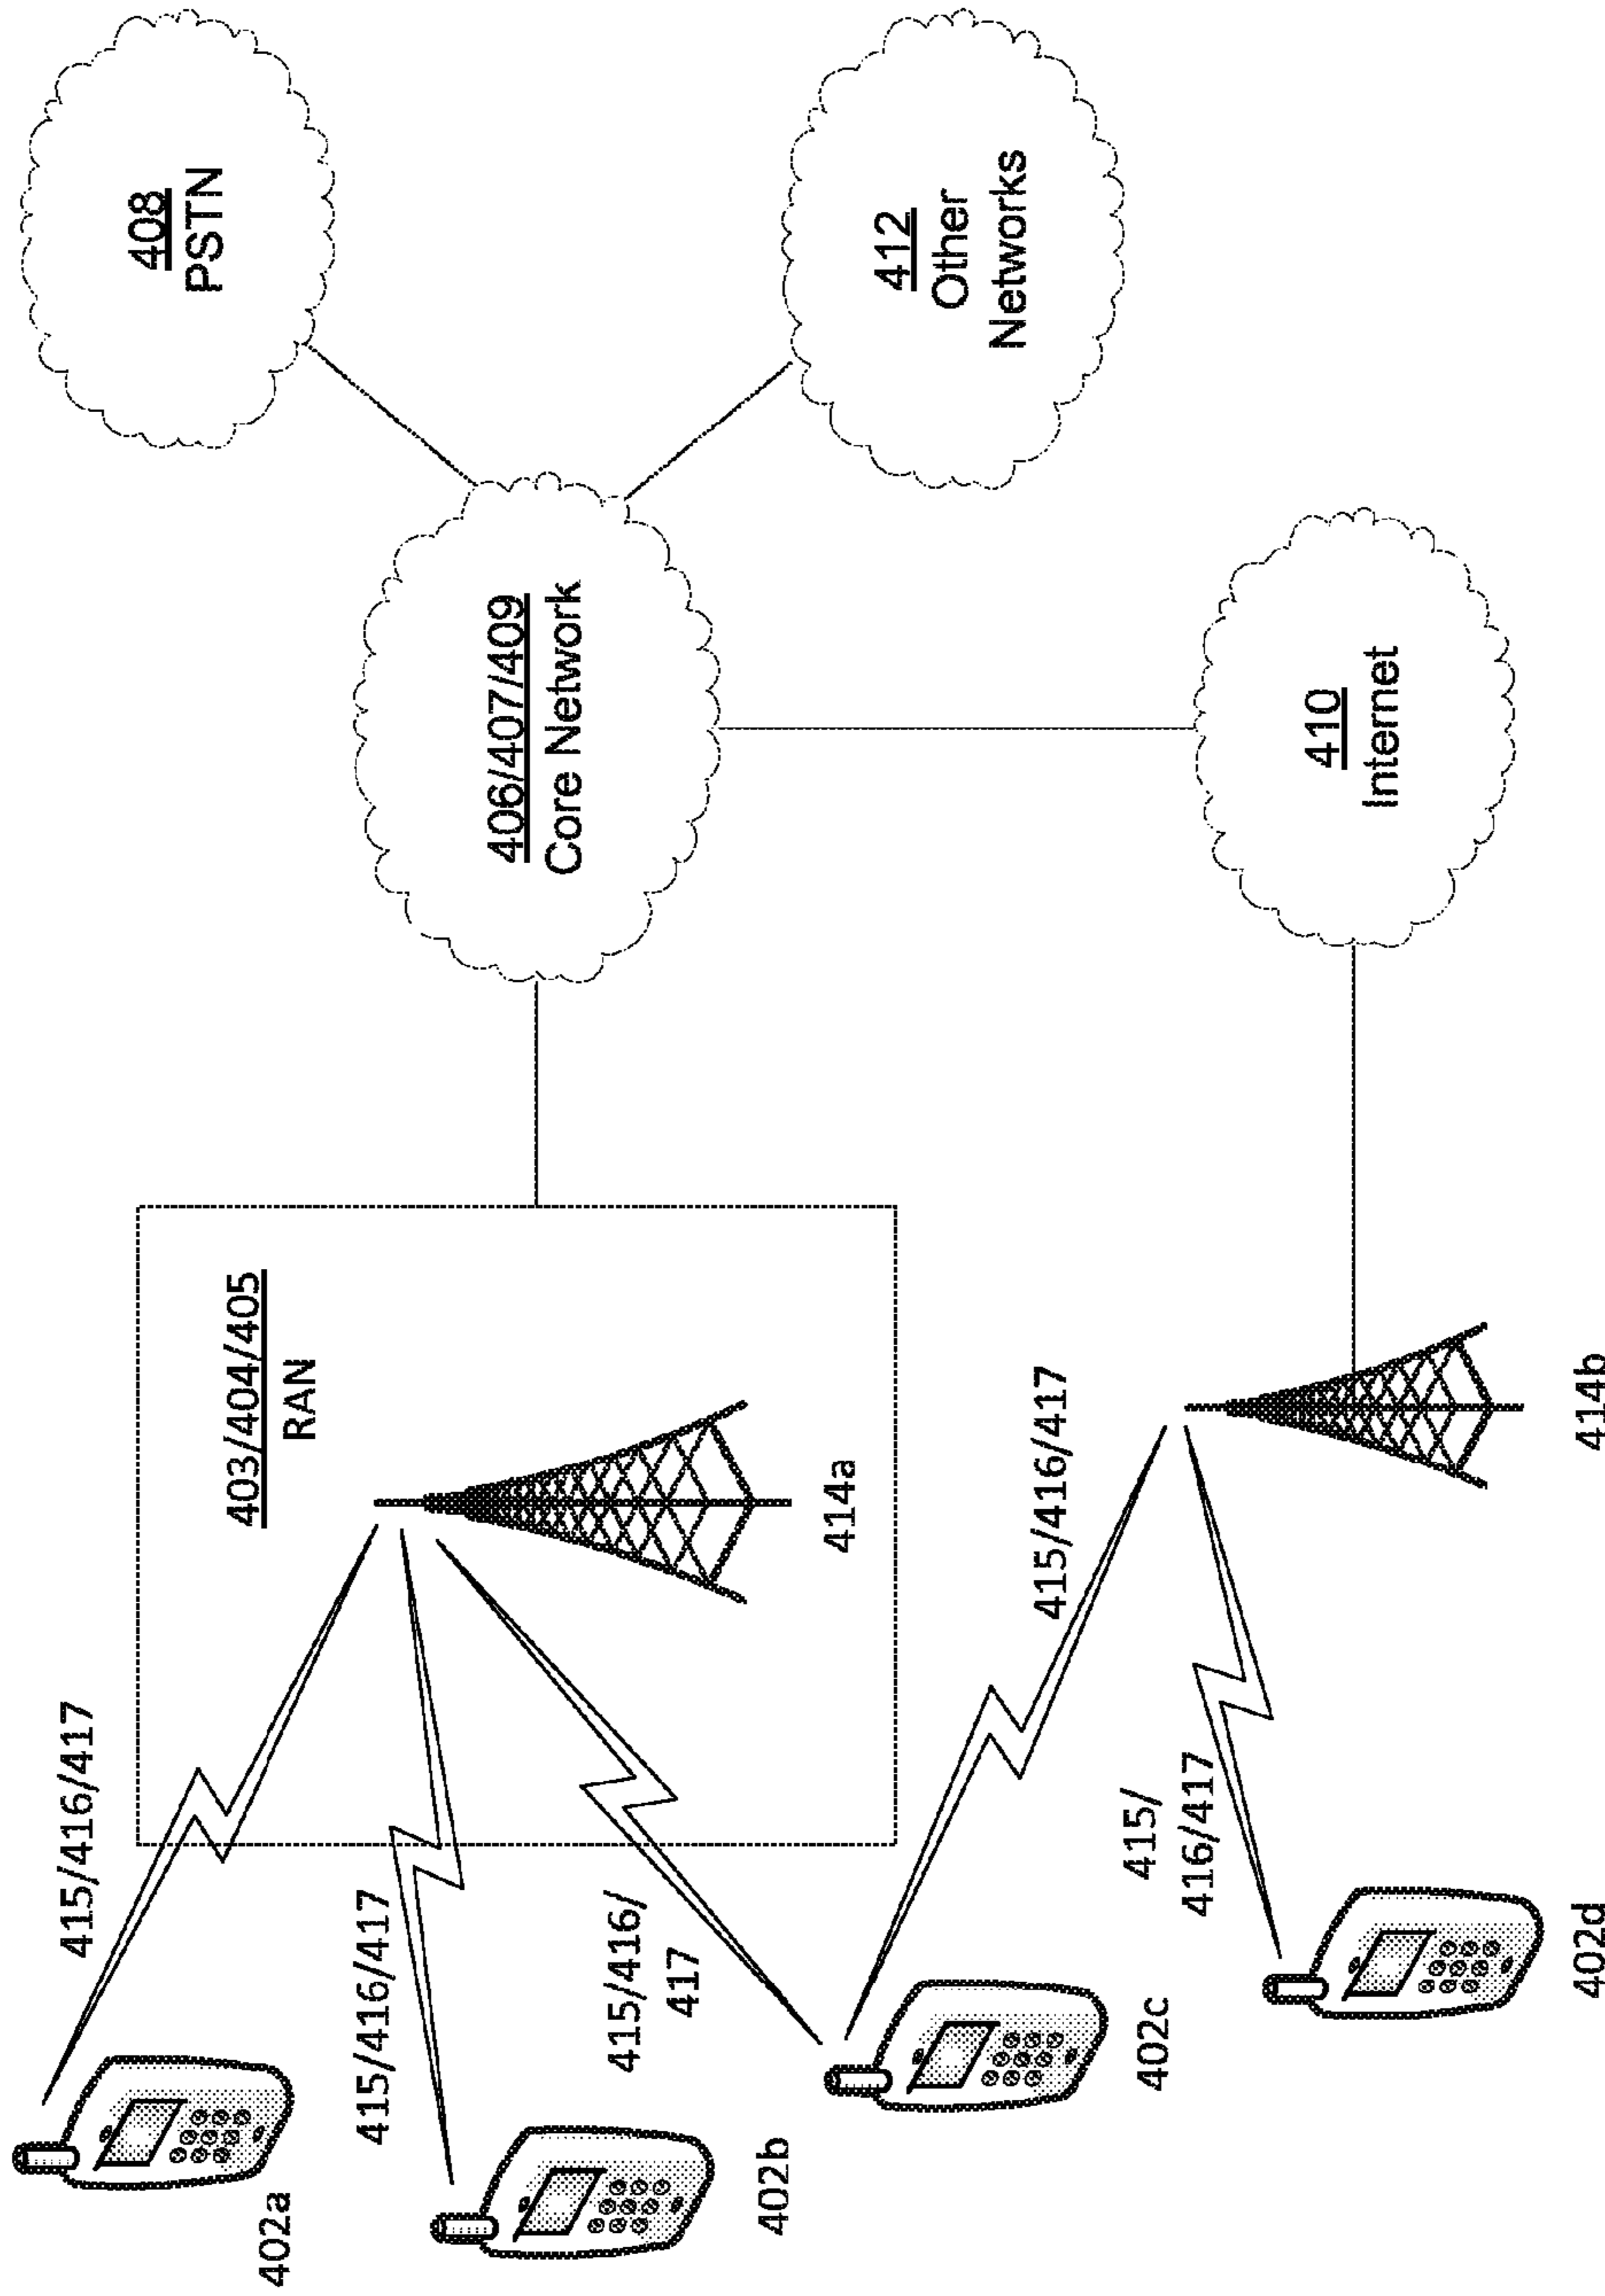 408
PSTN
412
Other
Networks
406/407/409
Core Network
410
Internet
403/404/405
RAN
414a
414b
415/416/417
415/416/417
415/416/
417
415/416/417
415/
416/417
402a
402b
402c
402d